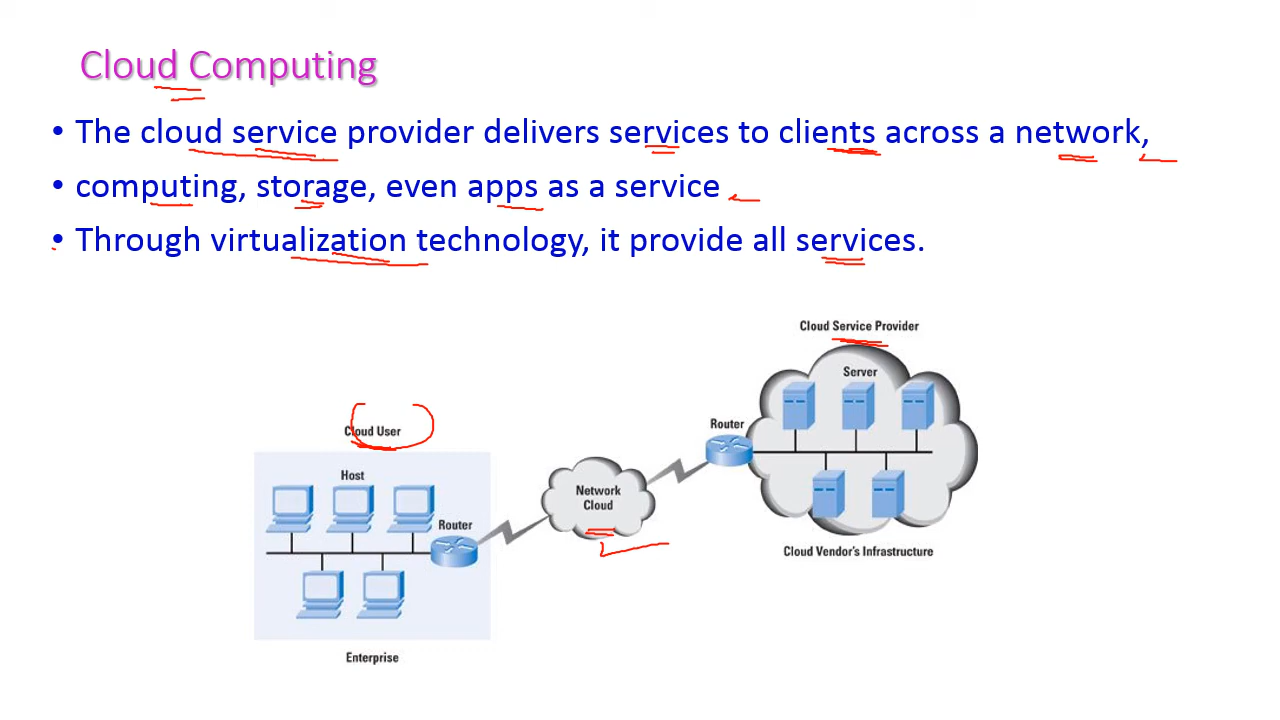 Cloud Computing
• The cloud service provider delivers services to clients across a network,
• computing, storage, even apps as a service
• Through virtualization technology, it provide all services.
Cloud Service Provider
Server
Router
Cloud User
Host
Network
Cloud
Router
Cloud Vendor's Infrastructure
Enterprise